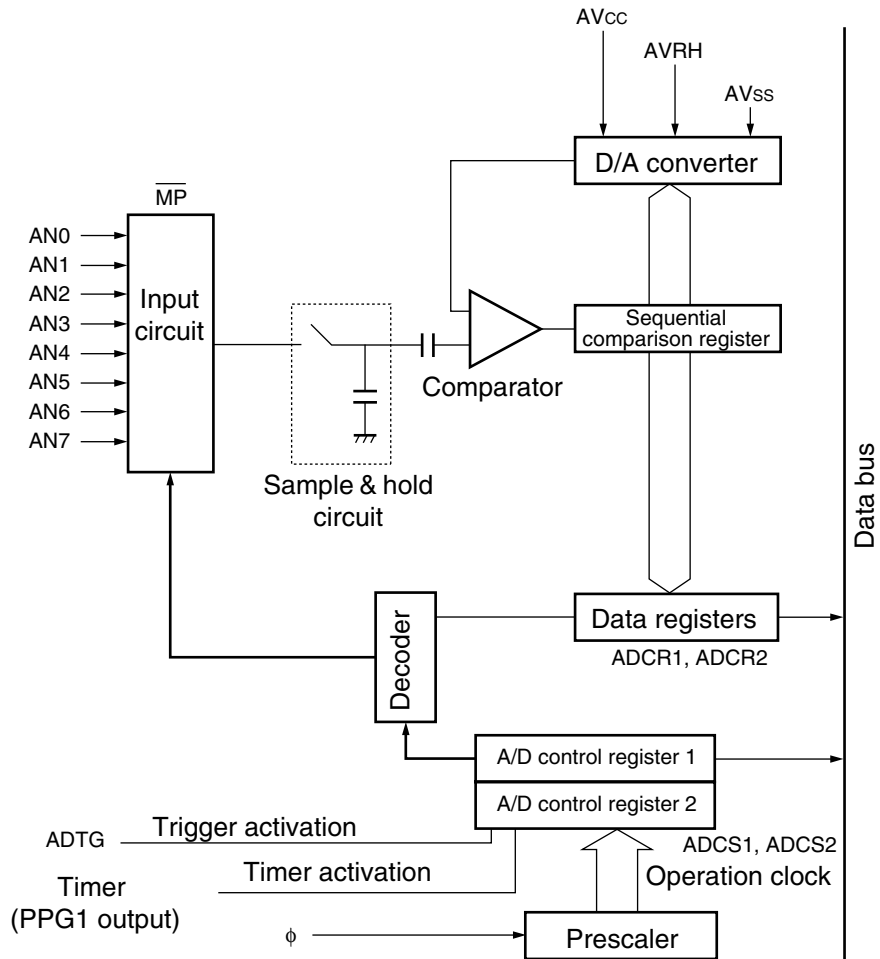 AVCC
AVRH
AVSS
D/A converter
MP
AN0
AN1
AN2
AN3
AN4
AN5
AN6
AN7
Input
circuit
Sequential
comparison register
Comparator
Sample & hold
circuit
Data bus
Decoder
Data registers
ADCR1, ADCR2
A/D control register 1
A/D control register 2
ADTG
Trigger activation
ADCS1, ADCS2
Timer
(PPG1 output)
Timer activation
Operation clock
ϕ
Prescaler